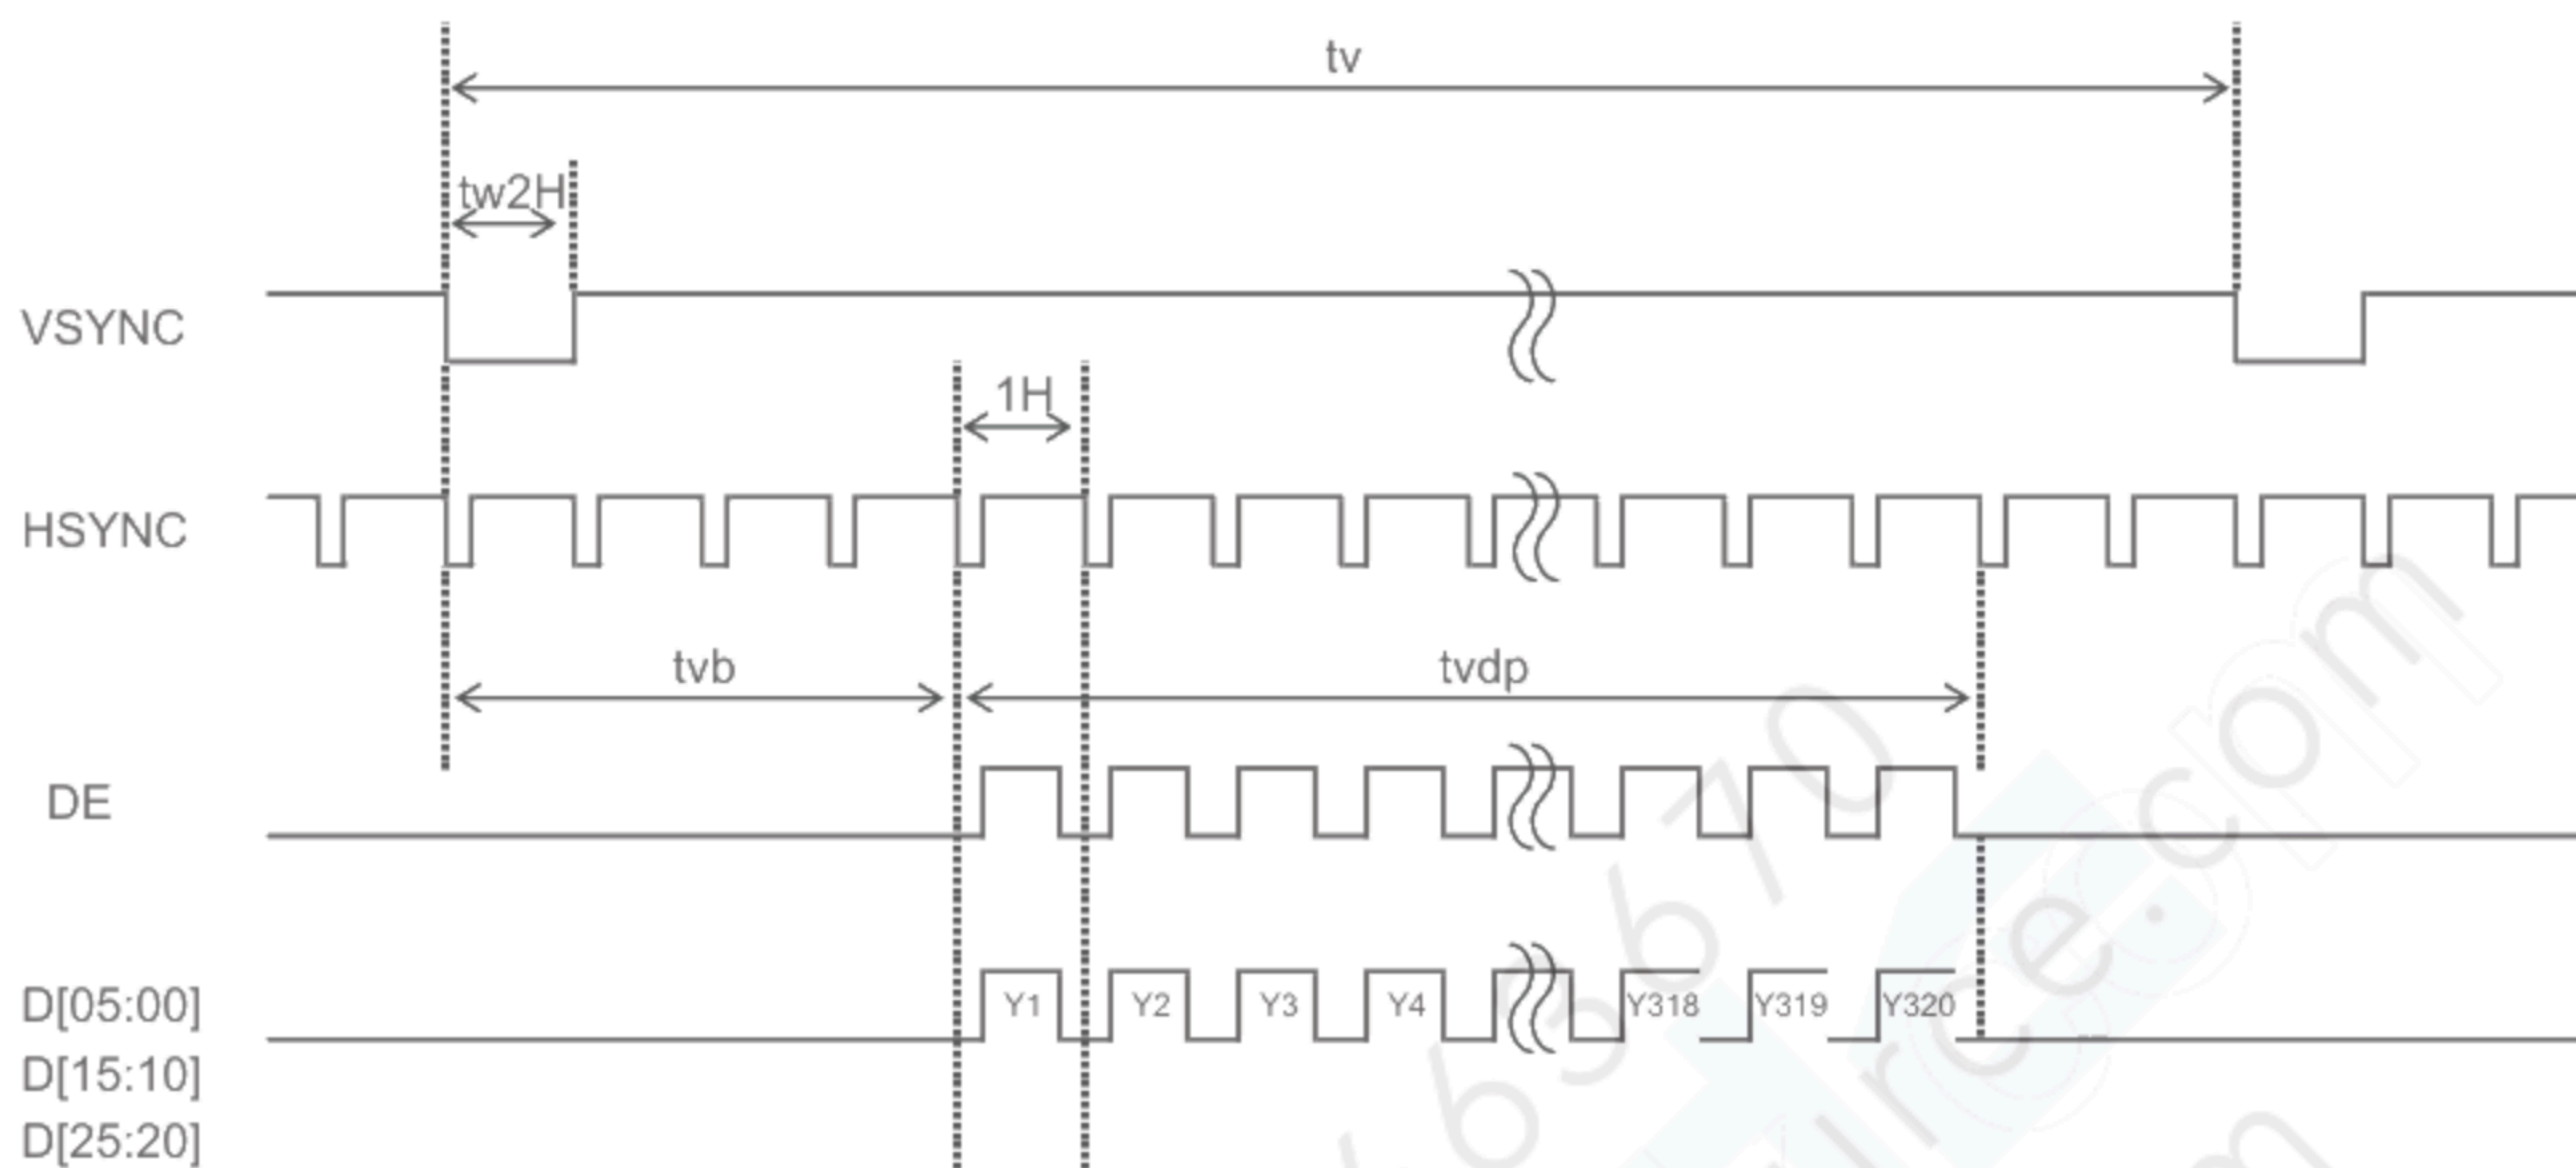 tv
tw2H
VSYNC
1H
HSYNC
tvb tvdp
DE
D[05:00] Y1 Y2 Y3 Y4 Y318 Y319 Y320
D[15:10]
D[25:20]